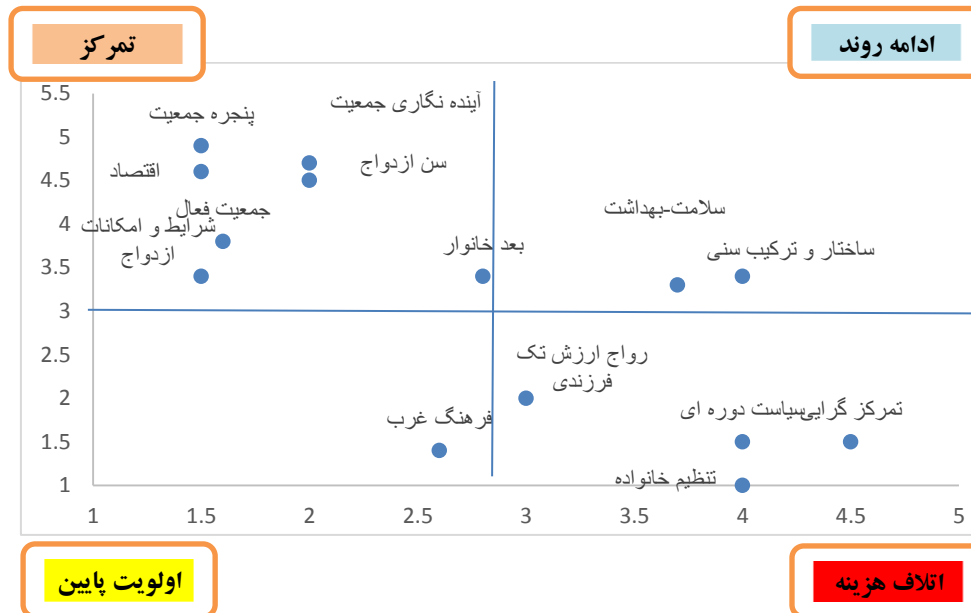 ادامه روند
تمرکز
5.5
5
4.5
4
3.5
3
2.5
2
1.5
1
آینده نگاری جمعیت
پنجره جمعیت
سن ازدواج
اقتصاد
جمعیت فعال
سلامت-بهداشت
شرایط و امکانات
ازدواج
بعد خانوار
ساختار و ترکیب سنی
رواج ارزش تک
فرزندی
فرهنگ غرب
سیاست دوره ای
تمرکز گرایی
تنظیم خانواده
1 1.5 2 2.5 3 3.5 4 4.5 5
اتلاف هزینه
اولویت پایین